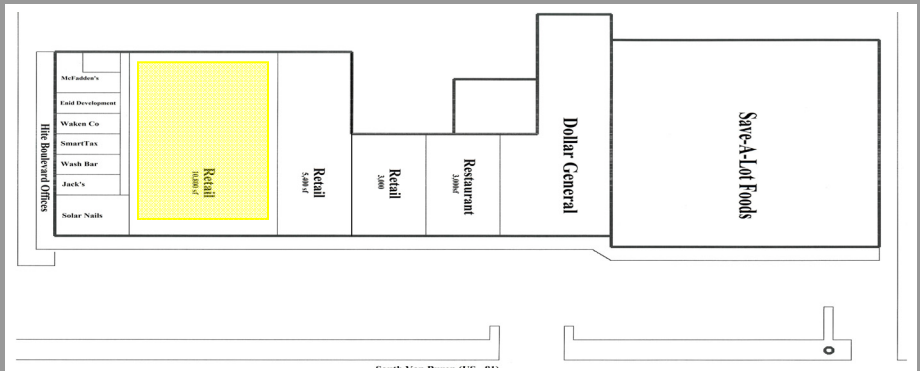 McFadden's
Enid Development
Waken Co
SmartTax
Wash Bar
Jack's
Solar Nails
Hite Boulevard Offices
Retail
10,800 sf
Retail
5,400 sf
Retail
3,000
Restaurant
3,000sf
Dollar General
Save-A-Lot Foods